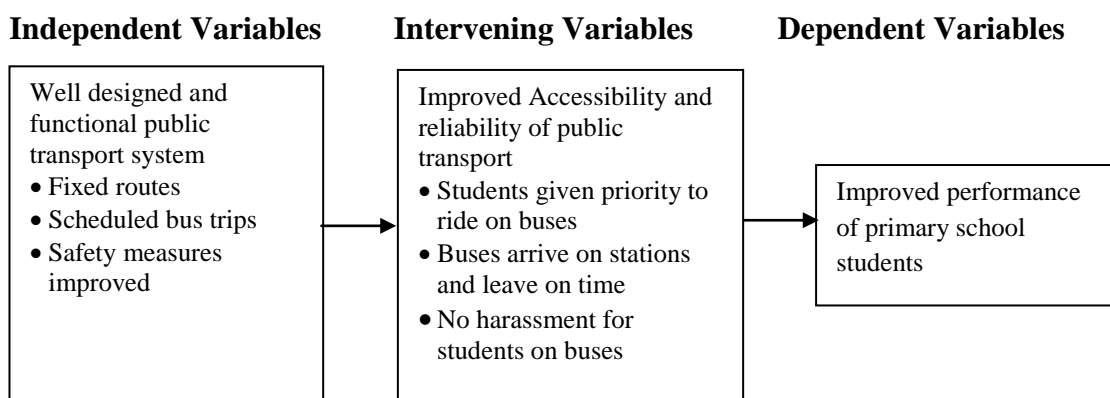 Independent Variables
Intervening Variables
Dependent Variables
Well designed and
functional public
transport system
• Fixed routes
• Scheduled bus trips
• Safety measures
improved
Improved Accessibility and
reliability of public
transport
• Students given priority to
ride on buses
• Buses arrive on stations
and leave on time
• No harassment for
students on buses
Improved performance
of primary school
students